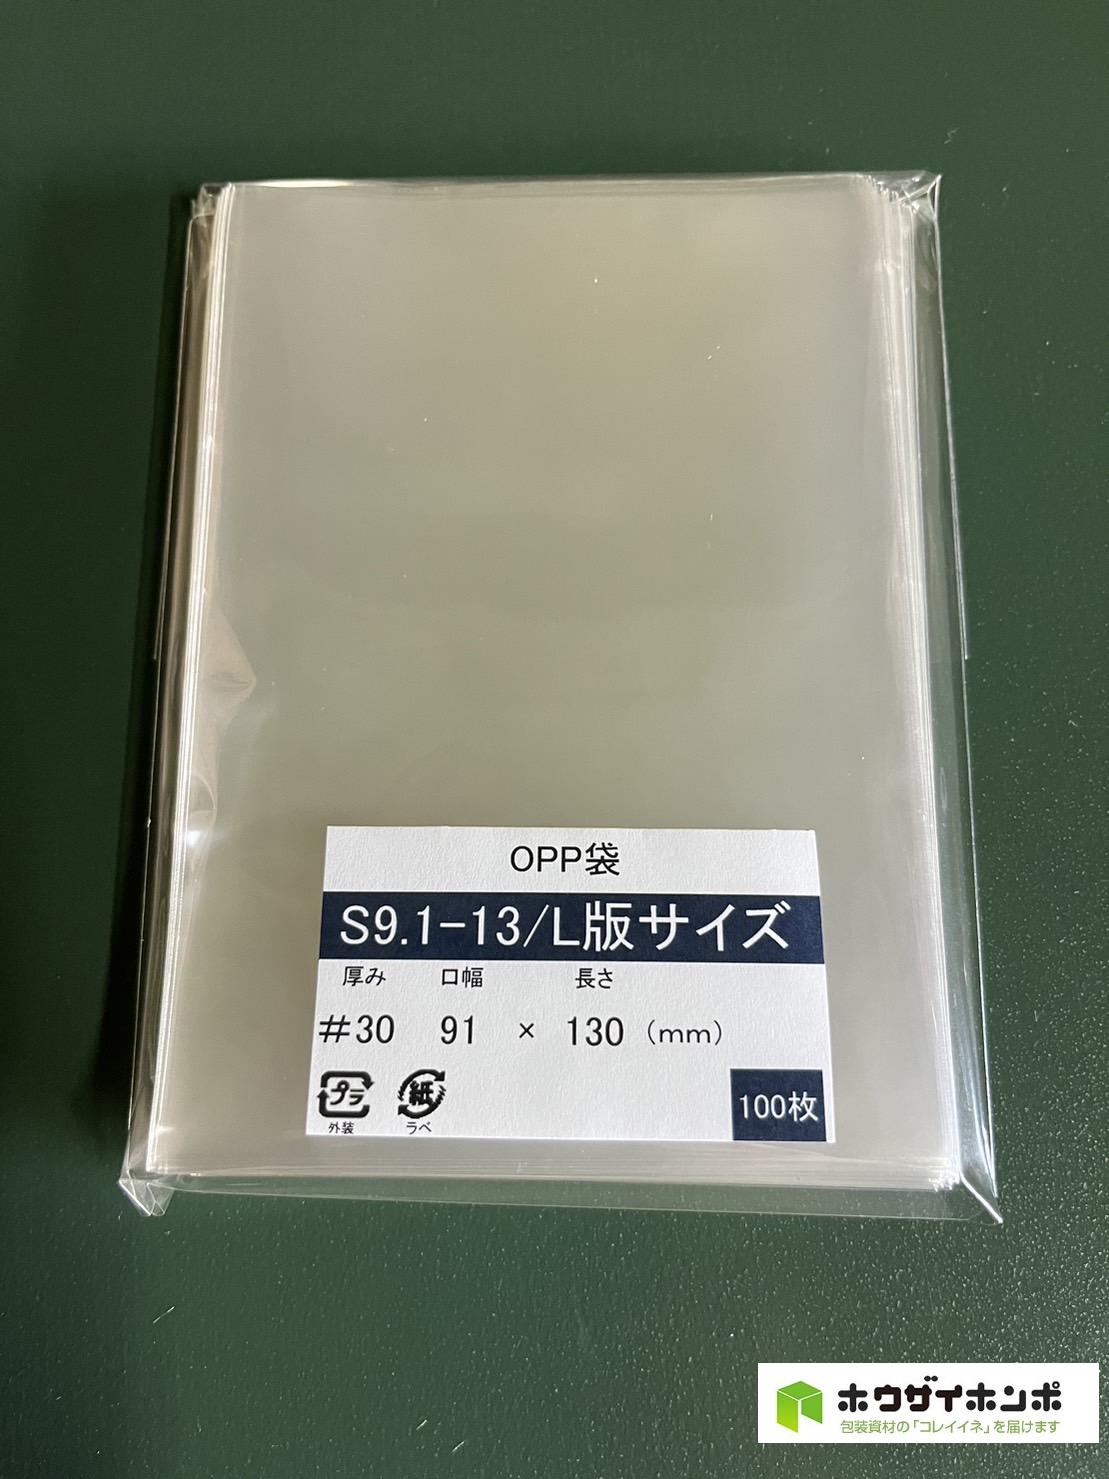 OPP袋
S9.1-13/L版サイズ
厚み 口幅 長さ
#30 91 × 130 (mm)
プラ 紙
外装 ラベ
100枚
ホウザイホンポ
包装資材の「コレイイネ」を届けます